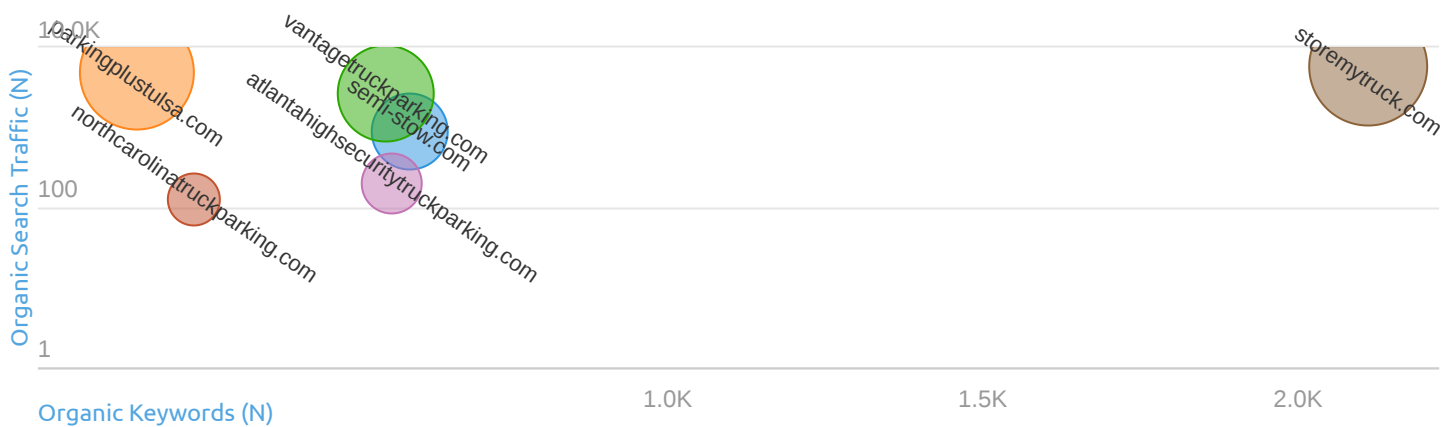 10.0K
parkingplustulsa.com
vantagetruckparking.com
storemytruck.com
semi-stow.com
atlantahighsecuritytruckparking.com
northcarolinatruckparking.com
100
1
Organic Search Traffic (N)
1.0K
1.5K
2.0K
Organic Keywords (N)